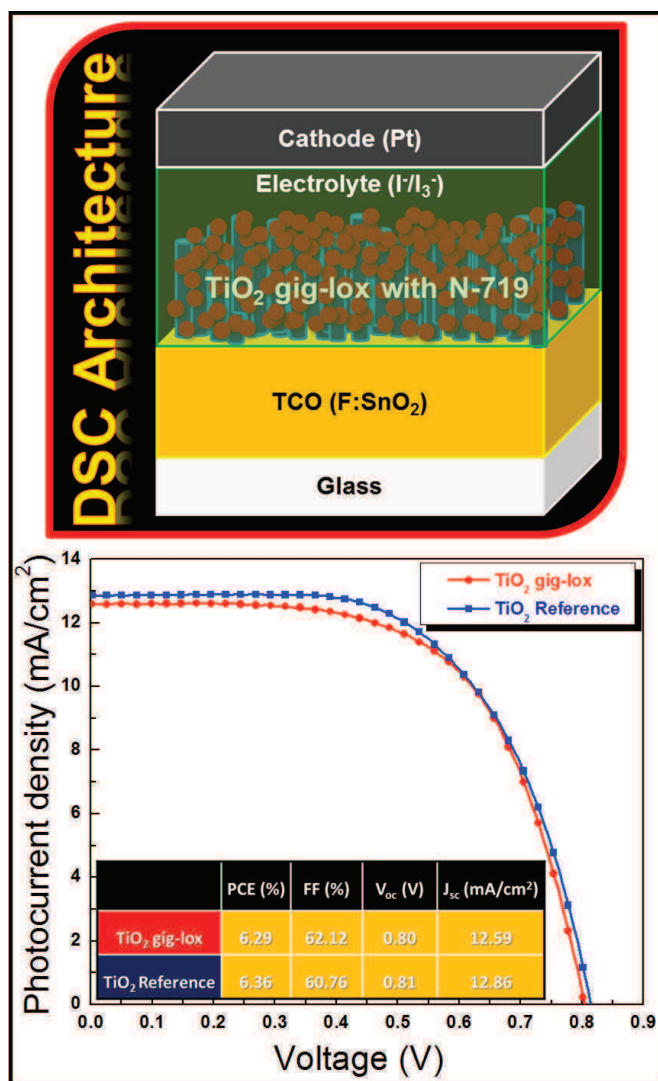 DSC Architecture
Cathode (Pt)
Electrolyte (I⁻/I₃⁻)
TiO₂ gig-lox with N-719
TCO (F:SnO₂)
Glass
Photocurrent density (mA/cm²)
14
12
10
8
6
4
2
0
TiO₂ gig-lox
TiO₂ Reference
PCE (%) FF (%) Voc (V) Jsc (mA/cm²)
TiO₂ gig-lox 6.29 62.12 0.80 12.59
TiO₂ Reference 6.36 60.76 0.81 12.86
0.0 0.1 0.2 0.3 0.4 0.5 0.6 0.7 0.8 0.9
Voltage (V)